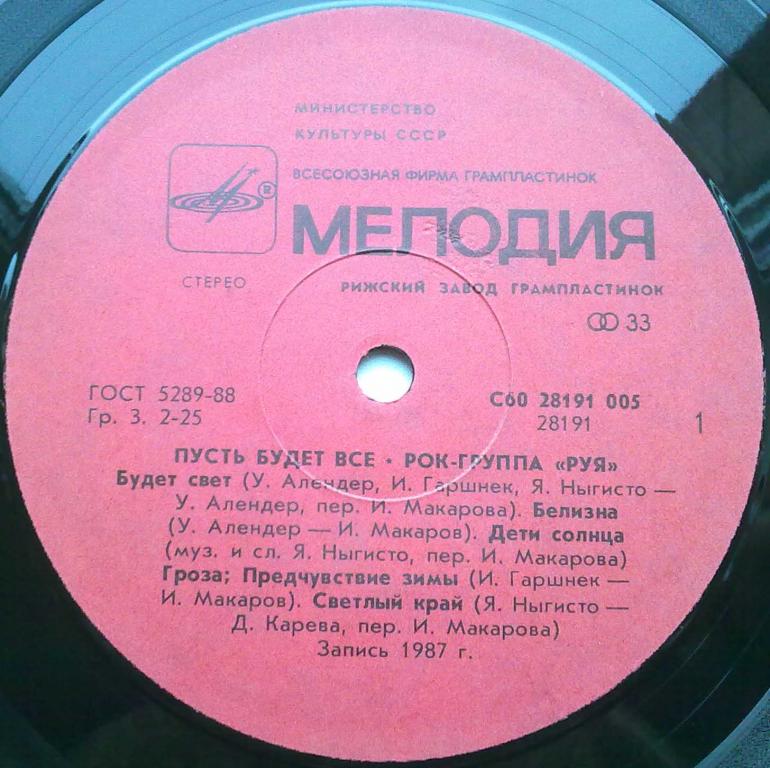 МИНИСТЕРСТВО
КУЛЬТУРЫ СССР
ВСЕСОЮЗНАЯ ФИРМА ГРАМПЛАСТИНОК
®
МЕЛОДИЯ
СТЕРЕО
РИЖСКИЙ ЗАВОД ГРАМПЛАСТИНОК
33
ГОСТ 5289-88
Гр. 3. 2-25
С60 28191 005
28191
1
ПУСТЬ БУДЕТ ВСЕ • РОК-ГРУППА «РУЯ»
Будет свет (У. Алендер, И. Гаршнек, Я. Ныгисто —
У. Алендер, пер. И. Макарова). Белизна
(У. Алендер — И. Макаров). Дети солнца
(муз. и сл. Я. Ныгисто, пер. И. Макарова)
Гроза; Предчувствие зимы (И. Гаршнек —
И. Макаров). Светлый край (Я. Ныгисто —
Д. Карева, пер. И. Макарова)
Запись 1987 г.